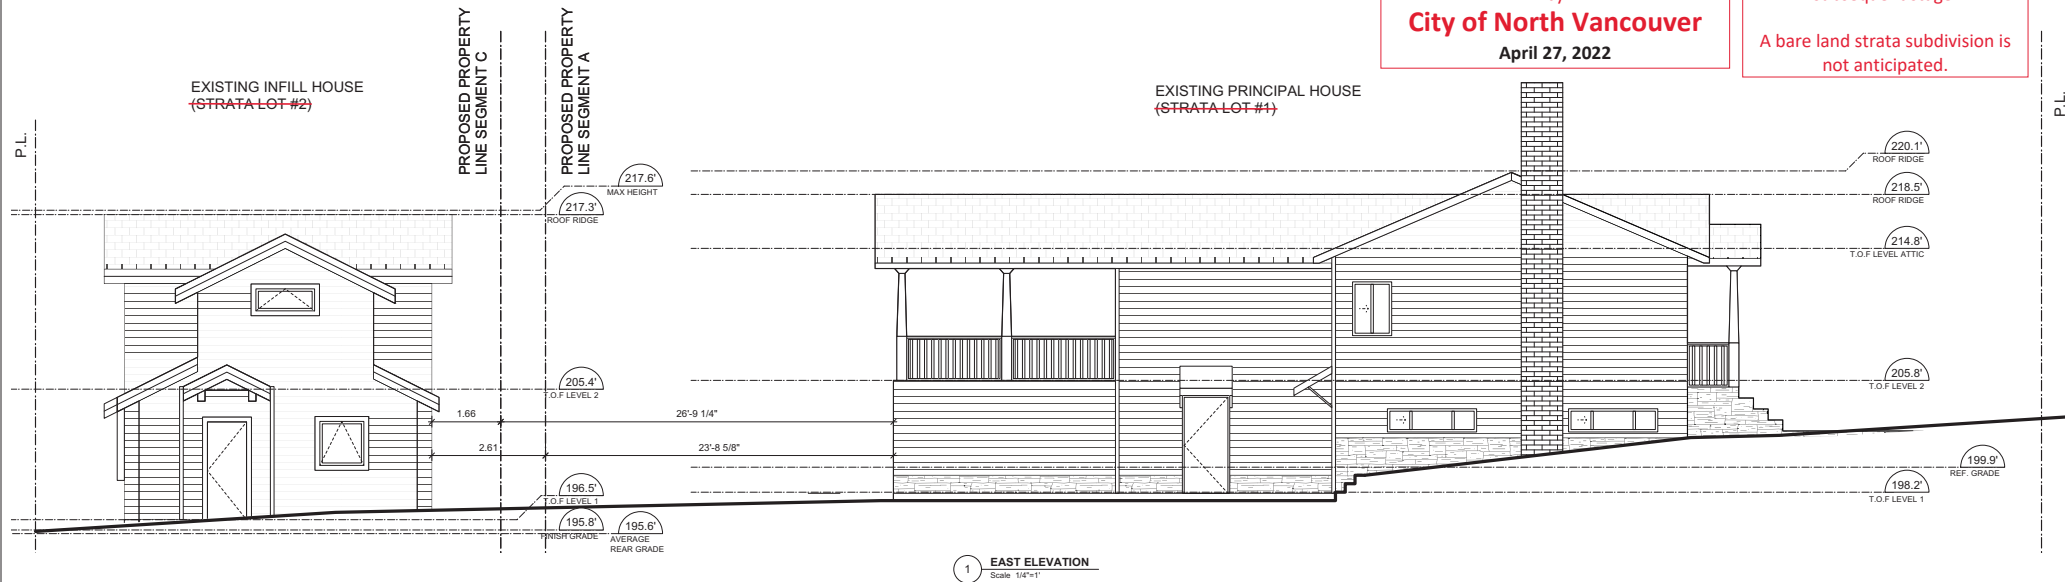 City of North Vancouver
April 27, 2022
A bare land strata subdivision is
not anticipated.
EXISTING INFILL HOUSE
(STRATA LOT #2)
PROPOSED PROPERTY
LINE SEGMENT C
PROPOSED PROPERTY
LINE SEGMENT A
EXISTING PRINCIPAL HOUSE
(STRATA LOT #1)
P.L.
P.L.
217.6'
MAX HEIGHT
217.3'
ROOF RIDGE
220.1'
ROOF RIDGE
218.5'
ROOF RIDGE
214.8'
T.O.F LEVEL ATTIC
205.4'
T.O.F LEVEL 2
205.8'
T.O.F LEVEL 2
1.66
26'-9 1/4"
2.61
23'-8 5/8"
199.9'
REF. GRADE
196.5'
T.O.F LEVEL 1
198.2'
T.O.F LEVEL 1
195.8'
FINISH GRADE
195.6'
AVERAGE
REAR GRADE
1
EAST ELEVATION
Scale 1/4"=1'